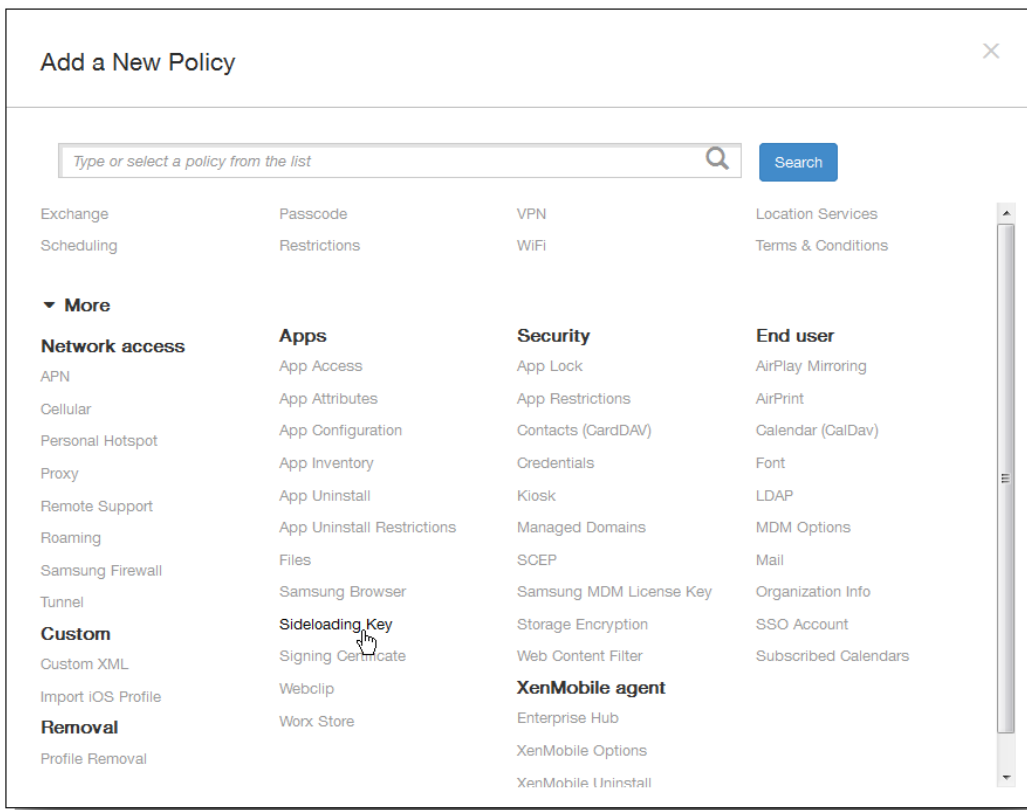 Add a New Policy
Type or select a policy from the list
Search
Exchange
Passcode
VPN
Location Services
Scheduling
Restrictions
WiFi
Terms & Conditions
More
Network access
APN
Cellular
Personal Hotspot
Proxy
Remote Support
Roaming
Samsung Firewall
Tunnel
Custom
Custom XML
Import iOS Profile
Removal
Profile Removal
Apps
App Access
App Attributes
App Configuration
App Inventory
App Uninstall
App Uninstall Restrictions
Files
Samsung Browser
Sideloading Key
Signing Certificate
Webclip
Worx Store
Security
App Lock
App Restrictions
Contacts (CardDAV)
Credentials
Kiosk
Managed Domains
SCEP
Samsung MDM License Key
Storage Encryption
Web Content Filter
XenMobile agent
Enterprise Hub
XenMobile Options
XenMobile Uninstall
End user
AirPlay Mirroring
AirPrint
Calendar (CalDav)
Font
LDAP
MDM Options
Mail
Organization Info
SSO Account
Subscribed Calendars